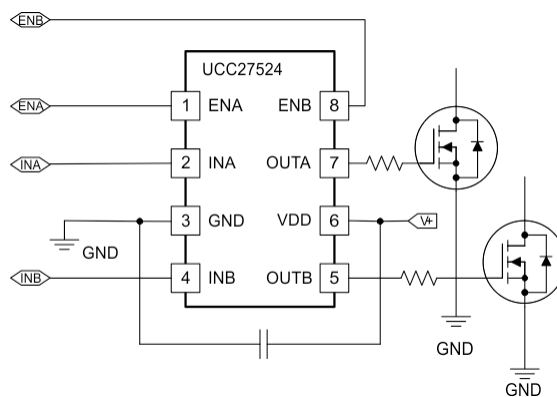 ENB
UCC27524
ENA
1 ENA ENB 8
INA
2 INA OUTA 7
3 GND VDD 6
V+
GND
INB
4 INB OUTB 5
GND
GND